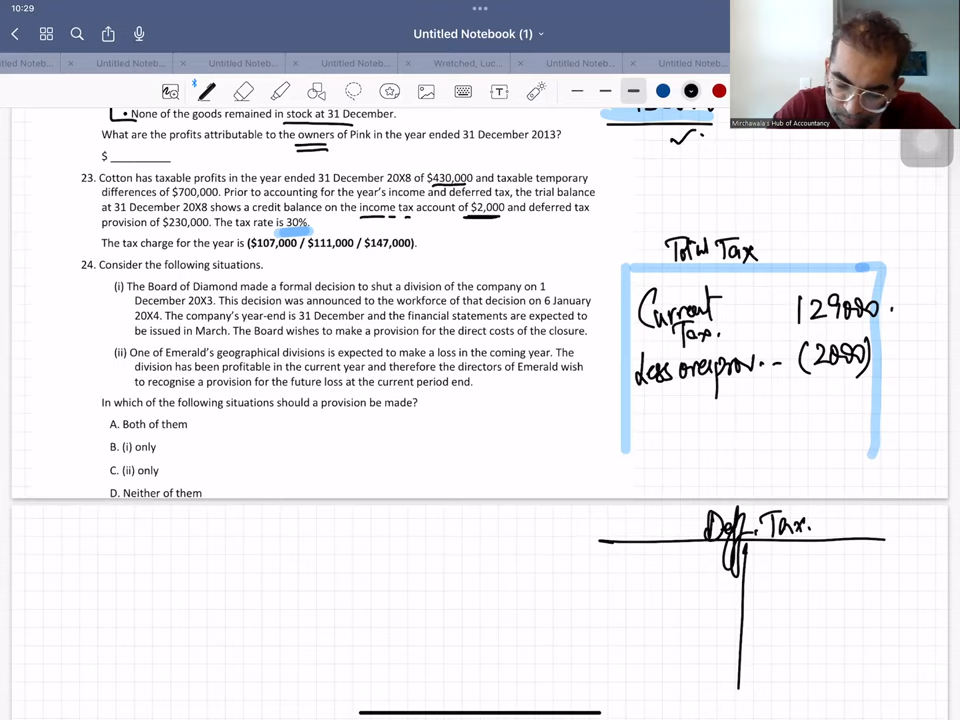 10:29
Untitled Notebook (1)
Untitled Noteb...
Untitled Noteb...
Untitled Noteb...
Untitled Noteb...
Wretched, Luc...
Untitled Noteb...
Untitled Noteb...
Mirchawala's Hub of Accountancy
• None of the goods remained in stock at 31 December.
What are the profits attributable to the owners of Pink in the year ended 31 December 2013?
$ __________
23. Cotton has taxable profits in the year ended 31 December 20X8 of $430,000 and taxable temporary
differences of $700,000. Prior to accounting for the year's income and deferred tax, the trial balance
at 31 December 20X8 shows a credit balance on the income tax account of $2,000 and deferred tax
provision of $230,000. The tax rate is 30%.
The tax charge for the year is ($107,000 / $111,000 / $147,000).
24. Consider the following situations.
(i) The Board of Diamond made a formal decision to shut a division of the company on 1
December 20X3. This decision was announced to the workforce of that decision on 6 January
20X4. The company's year-end is 31 December and the financial statements are expected to
be issued in March. The Board wishes to make a provision for the direct costs of the closure.
(ii) One of Emerald's geographical divisions is expected to make a loss in the coming year. The
division has been profitable in the current year and therefore the directors of Emerald wish
to recognise a provision for the future loss at the current period end.
In which of the following situations should a provision be made?
A. Both of them
B. (i) only
C. (ii) only
D. Neither of them
Total Tax
Current Tax. 129000.
Less overprov. -- (2000)
Deff. Tax.